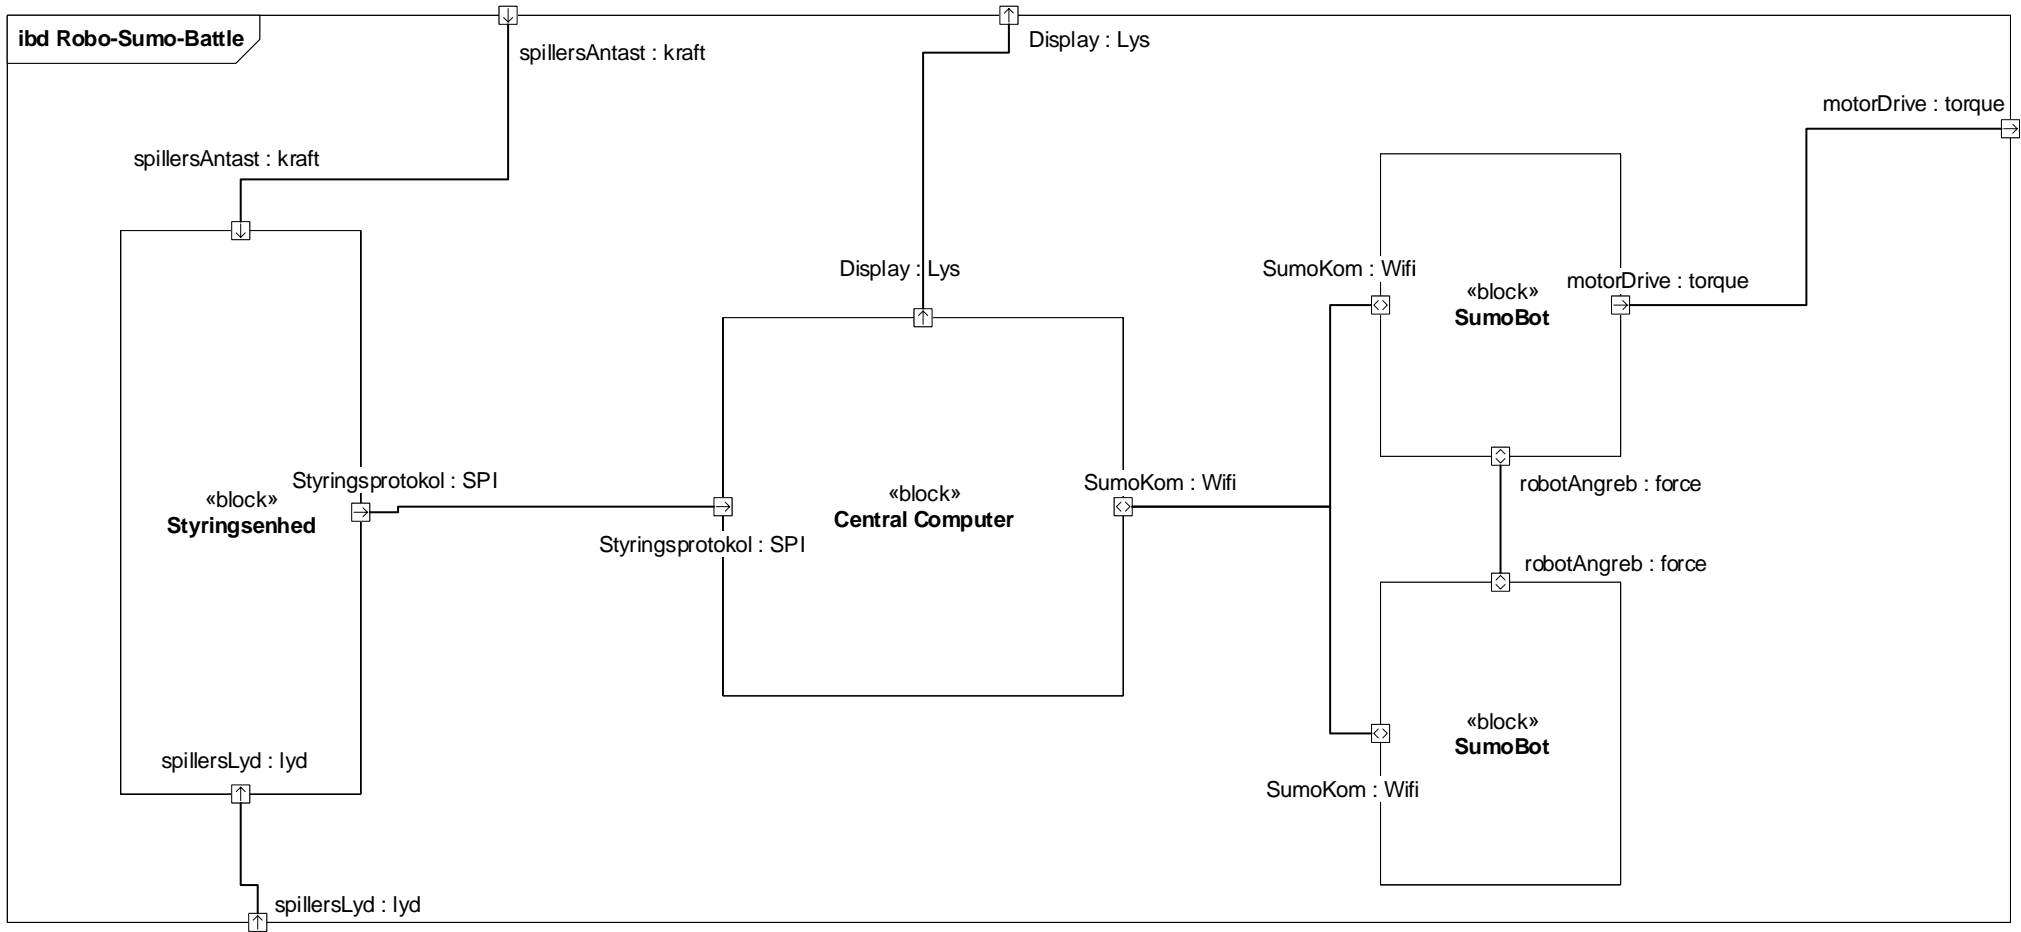 ibd Robo-Sumo-Battle
spillersAntast : kraft
Display : Lys
motorDrive : torque
spillersAntast : kraft
Display : Lys
SumoKom : Wifi
motorDrive : torque
«block»
SumoBot
Styringsprotokol : SPI
«block»
Styringsenhed
SumoKom : Wifi
«block»
Central Computer
robotAngreb : force
Styringsprotokol : SPI
robotAngreb : force
«block»
SumoBot
spillersLyd : lyd
SumoKom : Wifi
spillersLyd : lyd